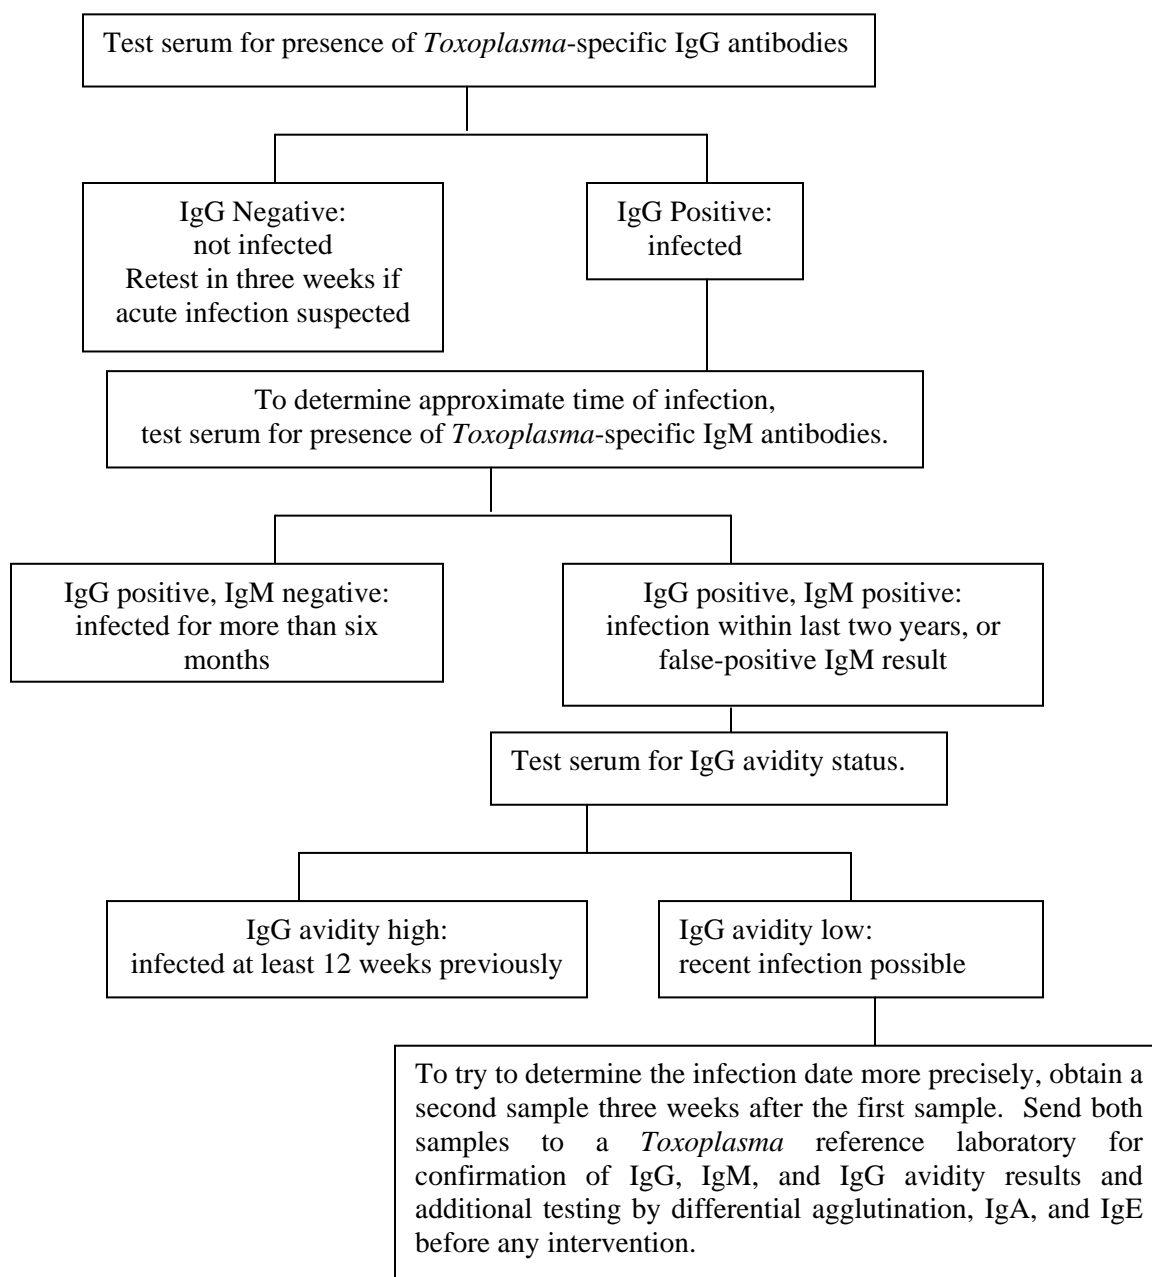 Test serum for presence of Toxoplasma-specific IgG antibodies
IgG Negative:
not infected
Retest in three weeks if
acute infection suspected
IgG Positive:
infected
To determine approximate time of infection,
test serum for presence of Toxoplasma-specific IgM antibodies.
IgG positive, IgM negative:
infected for more than six
months
IgG positive, IgM positive:
infection within last two years, or
false-positive IgM result
Test serum for IgG avidity status.
IgG avidity high:
infected at least 12 weeks previously
IgG avidity low:
recent infection possible
To try to determine the infection date more precisely, obtain a
second sample three weeks after the first sample.  Send both
samples to a Toxoplasma reference laboratory for
confirmation of IgG, IgM, and IgG avidity results and
additional testing by differential agglutination, IgA, and IgE
before any intervention.